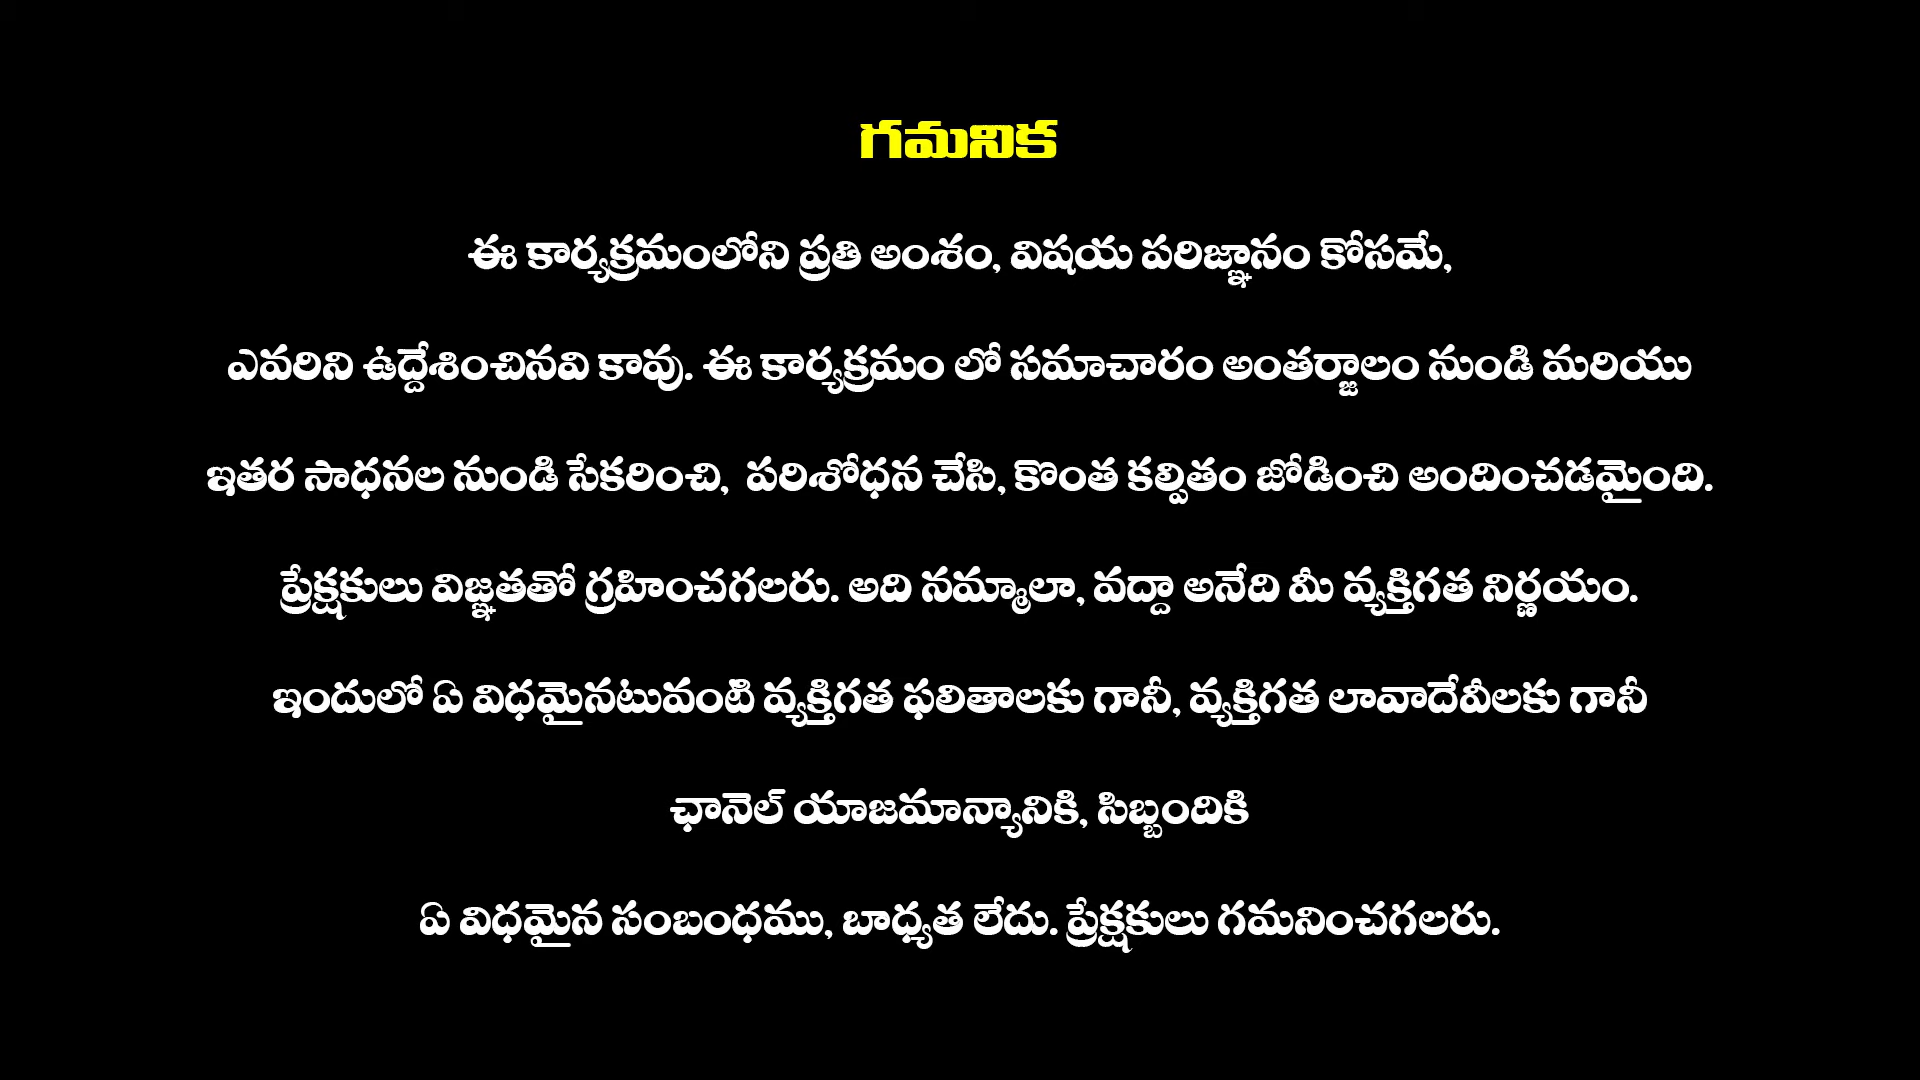 గమనిక
ఈ కార్యక్రమంలోని ప్రతి అంశం, విషయ పరిజ్ఞానం కోసమే,
ఎవరిని ఉద్దేశించినవి కావు. ఈ కార్యక్రమం లో సమాచారం అంతర్జాలం నుండి మరియు
ఇతర సాధనల నుండి సేకరించి, పరిశోధన చేసి, కొంత కల్పితం జోడించి అందించడమైంది.
ప్రేక్షకులు విజ్ఞతతో గ్రహించగలరు. అది నమ్మాలా, వద్దా అనేది మీ వ్యక్తిగత నిర్ణయం.
ఇందులో ఏ విధమైనటువంటి వ్యక్తిగత ఫలితాలకు గానీ, వ్యక్తిగత లావాదేవీలకు గానీ
ఛానెల్ యాజమాన్యానికి, సిబ్బందికి
ఏ విధమైన సంబంధము, బాధ్యత లేదు. ప్రేక్షకులు గమనించగలరు.